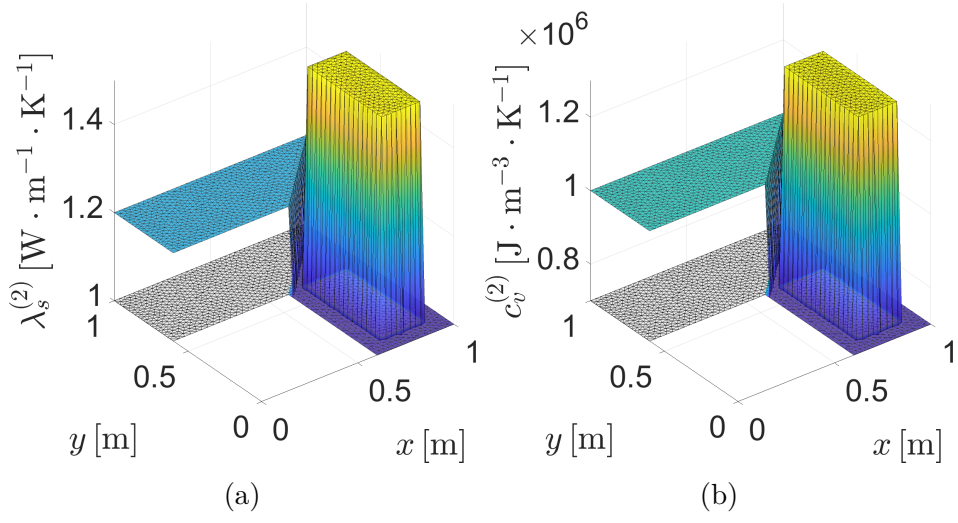 λ_s^{(2)} [W · m^{−1} · K^{−1}]
1.4
1.2
1
1
0.5
0
0
0.5
1
y [m]
x [m]
(a)
×10^6
c_v^{(2)} [J · m^{−3} · K^{−1}]
1.2
1
0.8
1
0.5
0
0
0.5
1
y [m]
x [m]
(b)